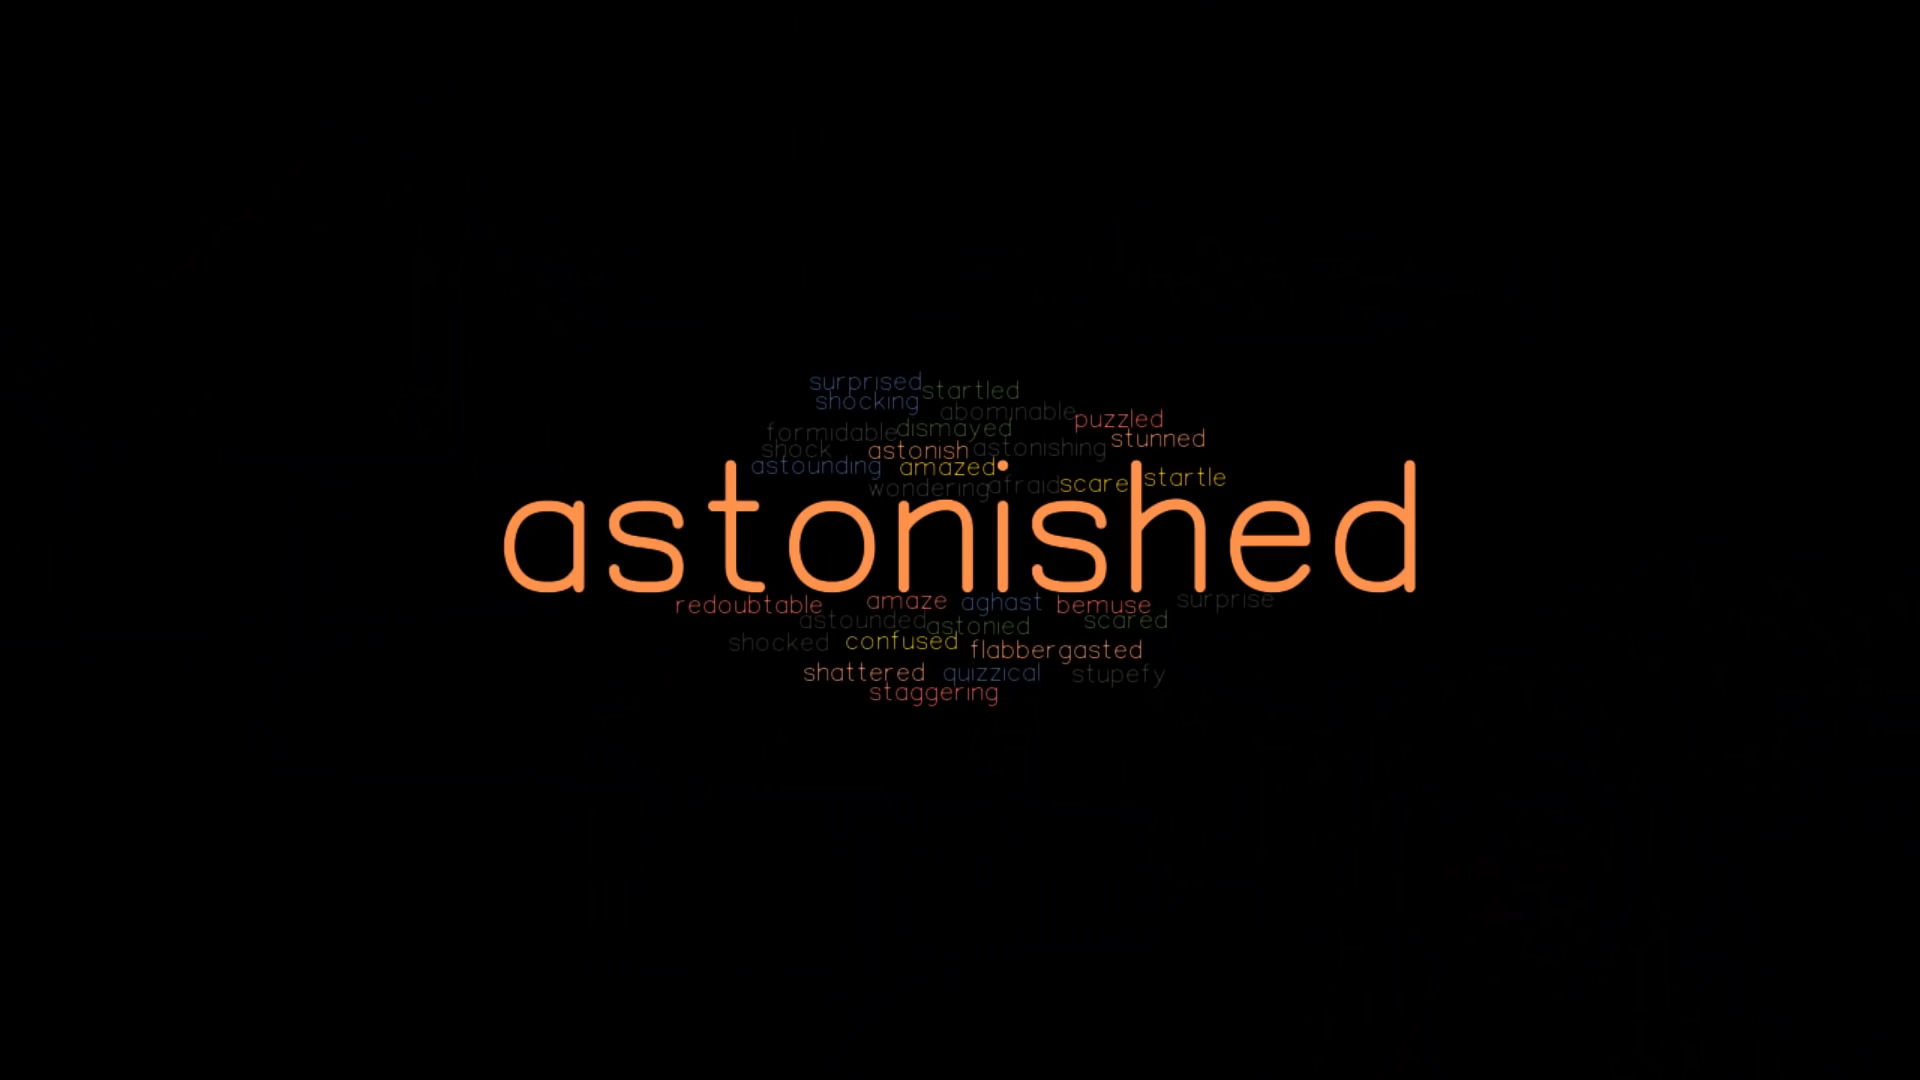 surprised startled
shocking abominable puzzled
formidable dismayed stunned
shock astonish astonishing
astounding amazed scare startle
wondering afraid
astonished
redoubtable amaze aghast bemuse surprise
astounded astonied scared
shocked confused flabbergasted
shattered quizzical stupefy
staggering